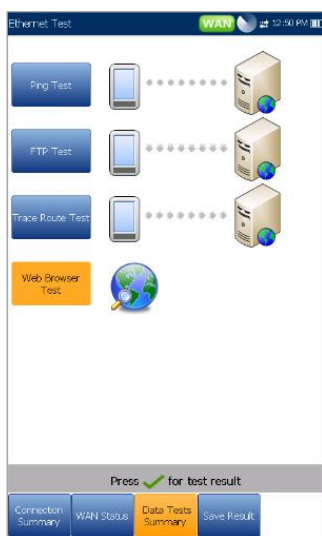 Ethernet Test WAN 12:50 PM
Ping Test
FTP Test
Trace Route Test
Web Browser
Test
Press for test result
Connection
Summary
WAN Status
Data Tests
Summary
Save Result